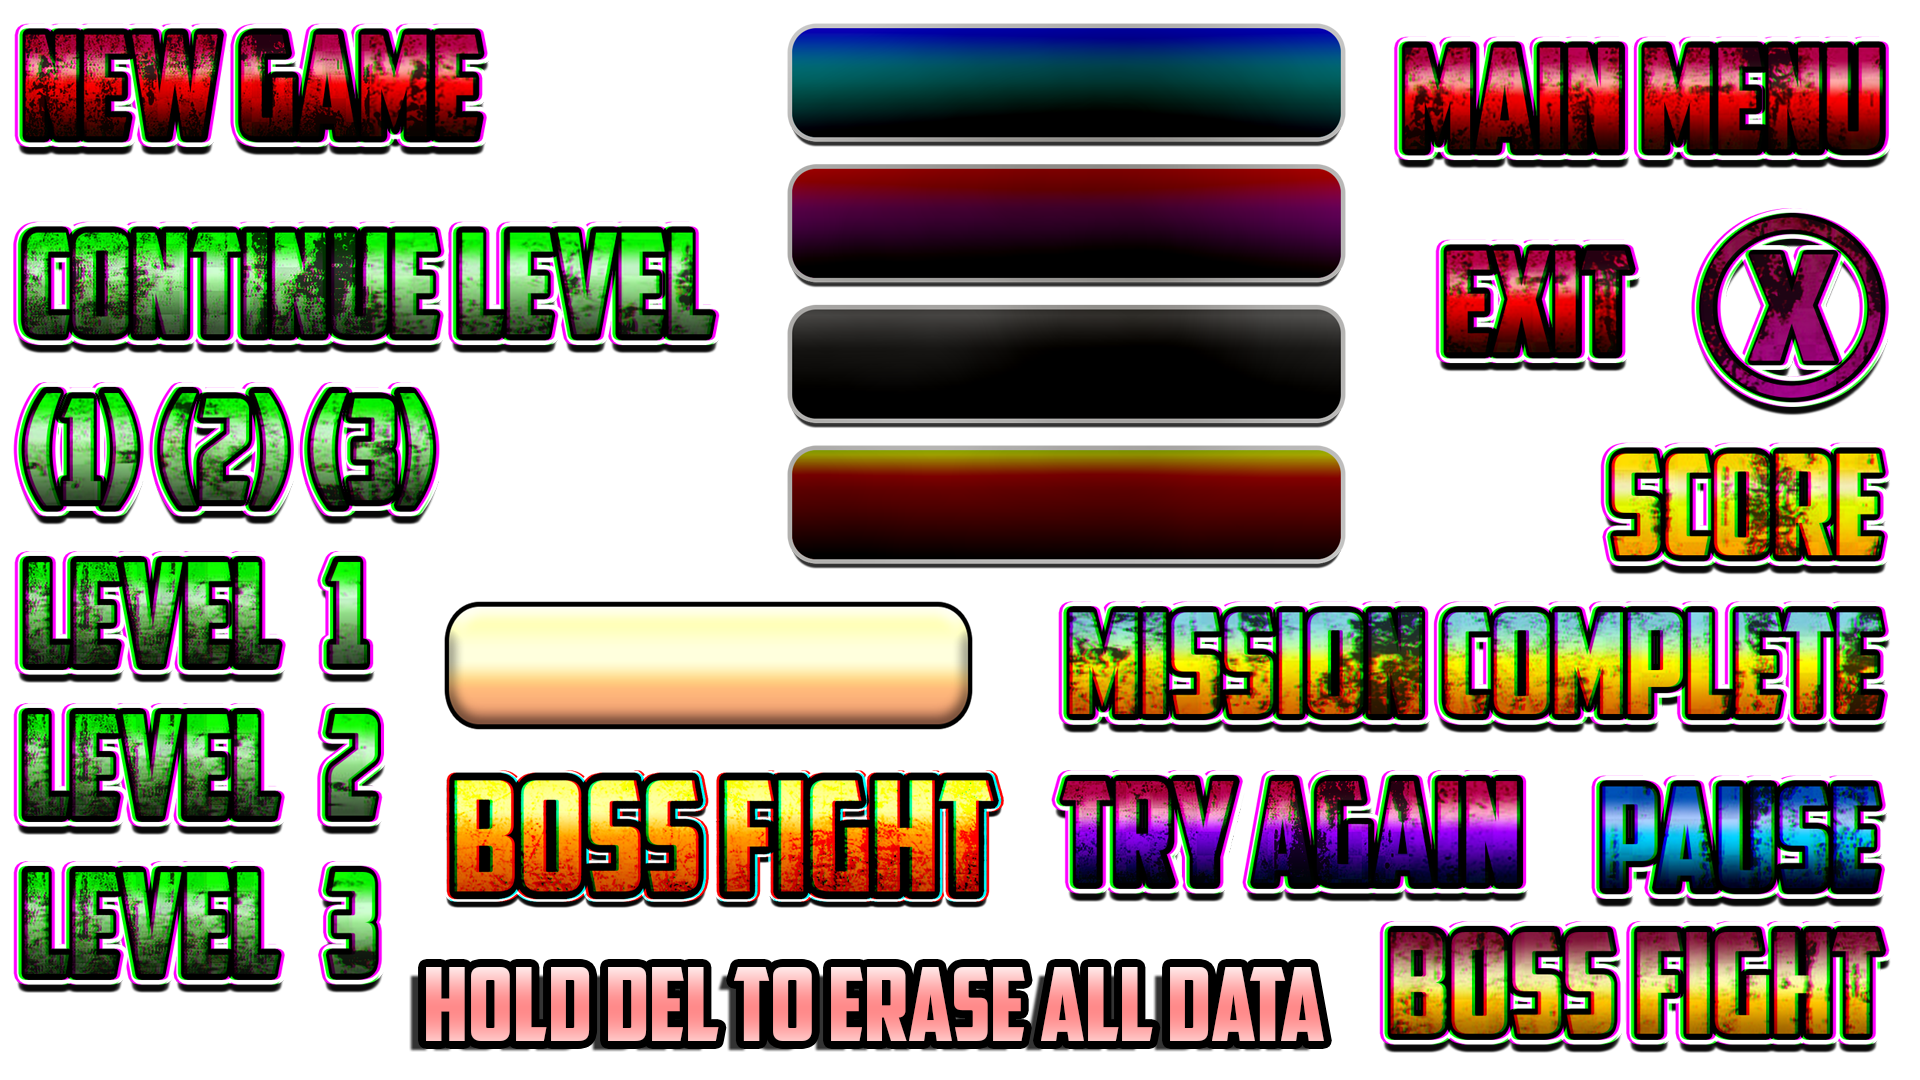 NEW GAME
MAIN MENU
CONTINUE LEVEL
EXIT X
(1) (2) (3)
SCORE
LEVEL 1
MISSION COMPLETE
LEVEL 2
BOSS FIGHT
TRY AGAIN
PAUSE
LEVEL 3
BOSS FIGHT
HOLD DEL TO ERASE ALL DATA